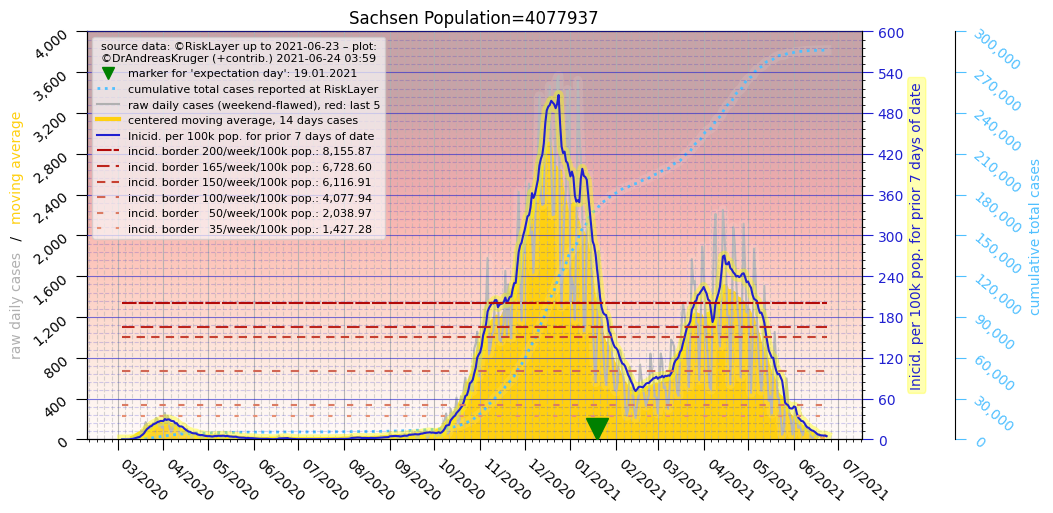 Sachsen Population=4077937
source data: ©RiskLayer up to 2021-06-23 – plot:
©DrAndreasKruger (+contrib.) 2021-06-24 03:59
marker for 'expectation day': 19.01.2021
cumulative total cases reported at RiskLayer
raw daily cases (weekend-flawed), red: last 5
centered moving average, 14 days cases
Inicid. per 100k pop. for prior 7 days of date
incid. border 200/week/100k pop.: 8,155.87
incid. border 165/week/100k pop.: 6,728.60
incid. border 150/week/100k pop.: 6,116.91
incid. border 100/week/100k pop.: 4,077.94
incid. border   50/week/100k pop.: 2,038.97
incid. border   35/week/100k pop.: 1,427.28
raw daily cases / moving average
4,000
3,600
3,200
2,800
2,400
2,000
1,600
1,200
800
400
0
03/2020
04/2020
05/2020
06/2020
07/2020
08/2020
09/2020
10/2020
11/2020
12/2020
01/2021
02/2021
03/2021
04/2021
05/2021
06/2021
07/2021
600
540
480
420
360
300
240
180
120
60
0
Inicid. per 100k pop. for prior 7 days of date
300,000
270,000
240,000
210,000
180,000
150,000
120,000
90,000
60,000
30,000
0
cumulative total cases